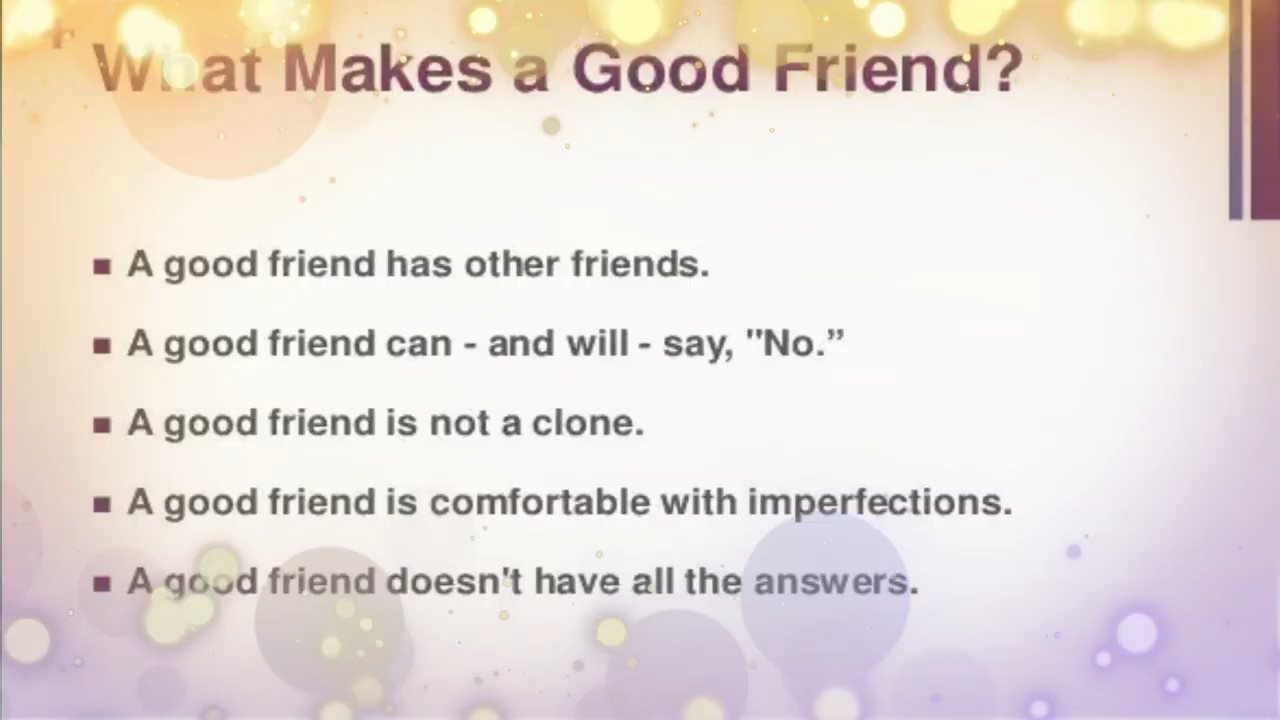 What Makes a Good Friend?
▪ A good friend has other friends.
▪ A good friend can - and will - say, "No.”
▪ A good friend is not a clone.
▪ A good friend is comfortable with imperfections.
▪ A good friend doesn't have all the answers.